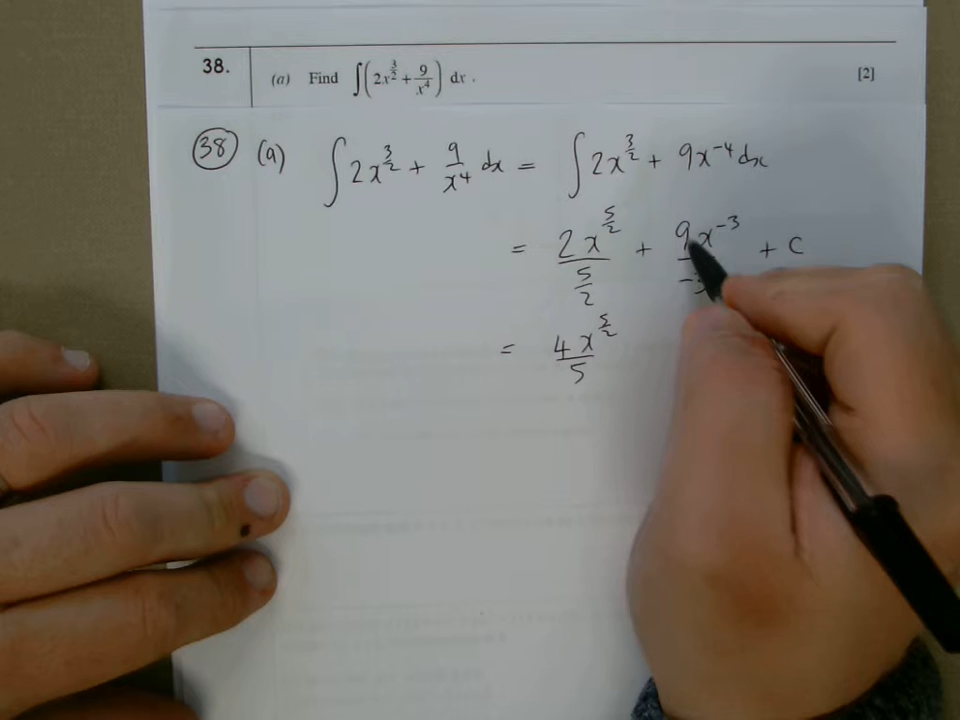 38. (a) Find ∫(2x^{3/2} + 9/x^4) dx. [2]
38 (a) ∫2x^{3/2} + 9/x^4 dx = ∫2x^{3/2} + 9x^{-4} dx
= 2x^{5/2}/(5/2) + 9x^{-3}/-3 + c
= 4x^{5/2}/5